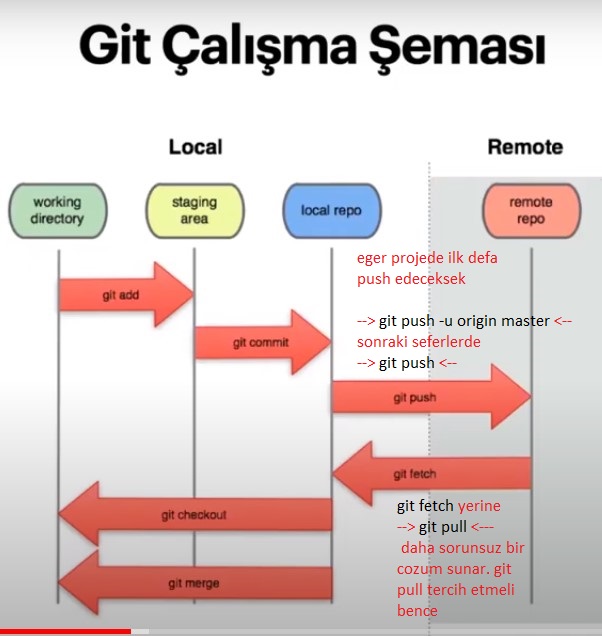 Git Çalışma Şeması
Local
Remote
working
directory
staging
area
local repo
remote
repo
eger projede ilk defa
push edeceksek
git add
--> git push -u origin master <--
git commit
sonraki seferlerde
--> git push <--
git push
git fetch
git fetch yerine
git checkout
--> git pull <---
daha sorunsuz bir
cozum sunar. git
git merge
pull tercih etmeli
bence